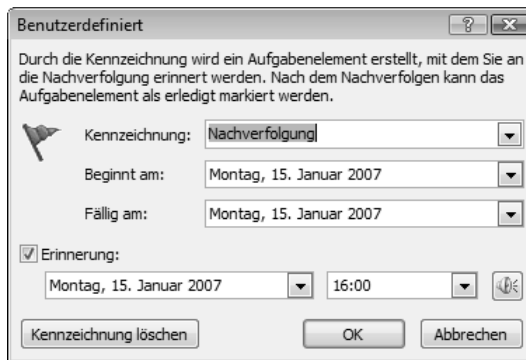 Benutzerdefiniert
Durch die Kennzeichnung wird ein Aufgabenelement erstellt, mit dem Sie an
die Nachverfolgung erinnert werden. Nach dem Nachverfolgen kann das
Aufgabenelement als erledigt markiert werden.
Kennzeichnung: Nachverfolgung
Beginnt am: Montag, 15. Januar 2007
Fällig am: Montag, 15. Januar 2007
Erinnerung:
Montag, 15. Januar 2007 16:00
Kennzeichnung löschen OK Abbrechen